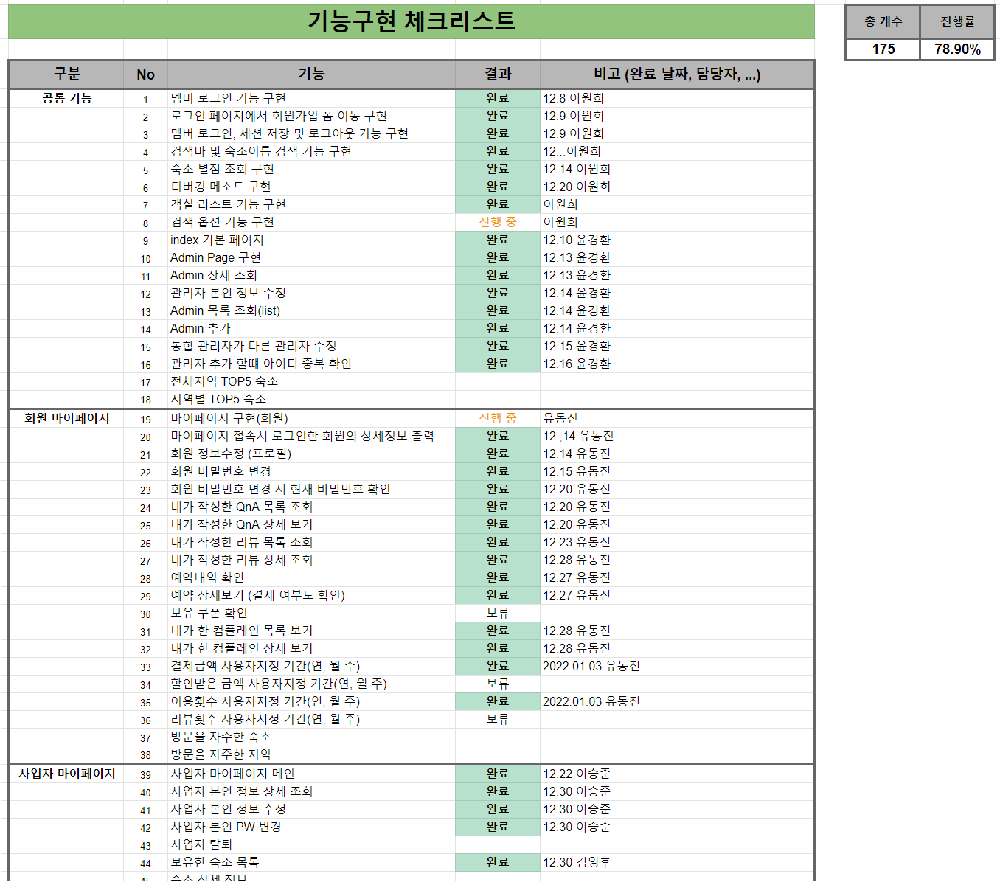 기능구현 체크리스트
총 개수 진행률
175 78.90%
구분 No 기능 결과 비고 (완료 날짜, 담당자, ...)
공통 기능 1 멤버 로그인 기능 구현 완료 12.8 이원희
2 로그인 페이지에서 회원가입 폼 이동 구현 완료 12.9 이원희
3 멤버 로그인, 세션 저장 및 로그아웃 기능 구현 완료 12.9 이원희
4 검색바 및 숙소이름 검색 기능 구현 완료 12...이원희
5 숙소 별점 조회 구현 완료 12.14 이원희
6 디버깅 메소드 구현 완료 12.20 이원희
7 객실 리스트 기능 구현 완료 이원희
8 검색 옵션 기능 구현 진행 중 이원희
9 index 기본 페이지 완료 12.10 윤경환
10 Admin Page 구현 완료 12.13 윤경환
11 Admin 상세 조회 완료 12.13 윤경환
12 관리자 본인 정보 수정 완료 12.14 윤경환
13 Admin 목록 조회(list) 완료 12.14 윤경환
14 Admin 추가 완료 12.14 윤경환
15 통합 관리자가 다른 관리자 수정 완료 12.15 윤경환
16 관리자 추가 할떄 아이디 중복 확인 완료 12.16 윤경환
17 전체지역 TOP5 숙소
18 지역별 TOP5 숙소
회원 마이페이지 19 마이페이지 구현(회원) 진행 중 유동진
20 마이페이지 접속시 로그인한 회원의 상세정보 출력 완료 12.,14 유동진
21 회원 정보수정 (프로필) 완료 12.14 유동진
22 회원 비밀번호 변경 완료 12.15 유동진
23 회원 비밀번호 변경 시 현재 비밀번호 확인 완료 12.20 유동진
24 내가 작성한 QnA 목록 조회 완료 12.20 유동진
25 내가 작성한 QnA 상세 보기 완료 12.20 유동진
26 내가 작성한 리뷰 목록 조회 완료 12.23 유동진
27 내가 작성한 리뷰 상세 조회 완료 12.28 유동진
28 예약내역 확인 완료 12.27 유동진
29 예약 상세보기 (결제 여부도 확인) 완료 12.27 유동진
30 보유 쿠폰 확인 보류
31 내가 한 컴플레인 목록 보기 완료 12.28 유동진
32 내가 한 컴플레인 상세 보기 완료 12.28 유동진
33 결제금액 사용자지정 기간(연, 월 주) 완료 2022.01.03 유동진
34 할인받은 금액 사용자지정 기간(연, 월 주) 보류
35 이용횟수 사용자지정 기간(연, 월 주) 완료 2022.01.03 유동진
36 리뷰횟수 사용자지정 기간(연, 월 주) 보류
37 방문을 자주한 숙소
38 방문을 자주한 지역
사업자 마이페이지 39 사업자 마이페이지 메인 완료 12.22 이승준
40 사업자 본인 정보 상세 조회 완료 12.30 이승준
41 사업자 본인 정보 수정 완료 12.30 이승준
42 사업자 본인 PW 변경 완료 12.30 이승준
43 사업자 탈퇴
44 보유한 숙소 목록 완료 12.30 김영후
45 숙소 상세 정보